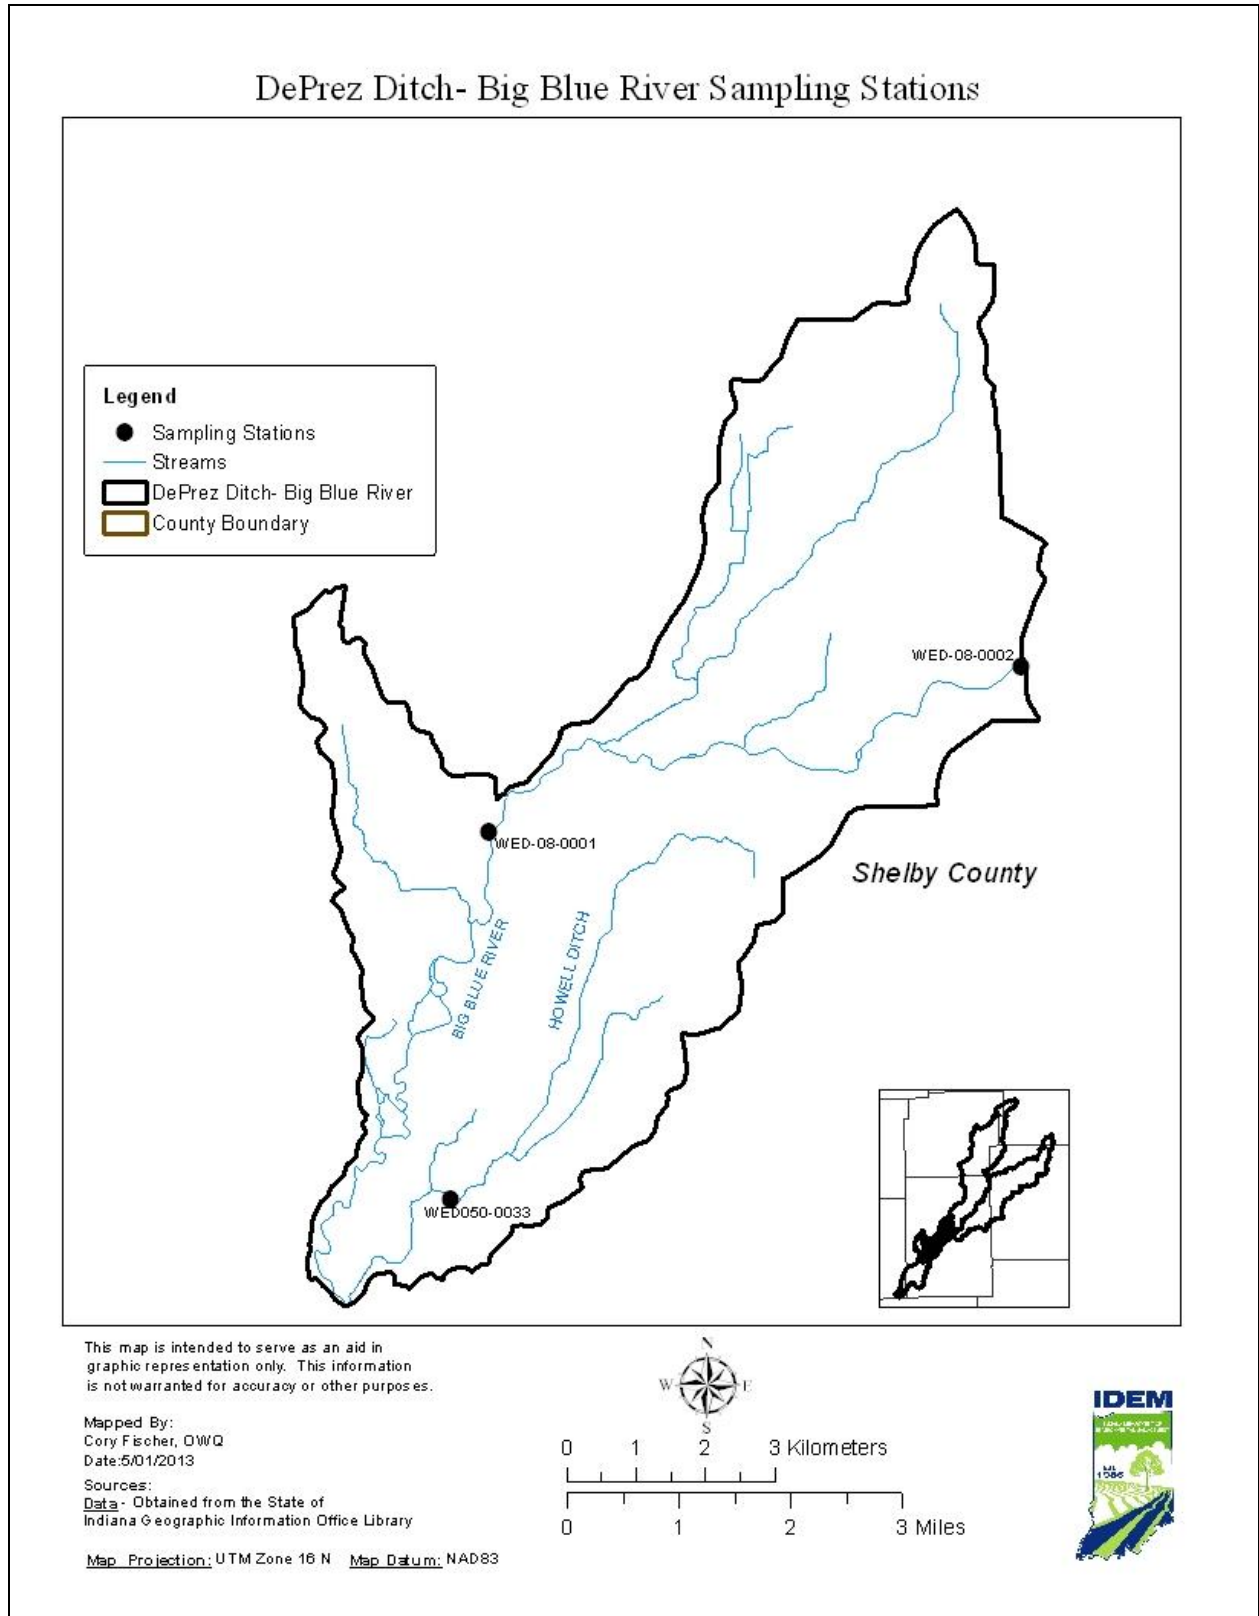 DePrez Ditch- Big Blue River Sampling Stations
Legend
Sampling Stations
Streams
DePrez Ditch- Big Blue River
County Boundary
WED-08-0002
WED-08-0001
Shelby County
BIG BLUE RIVER
HOWELL DITCH
WED050-0033
This map is intended to serve as an aid in
graphic representation only. This information
is not warranted for accuracy or other purposes.
Mapped By:
Cory Fischer, OWQ
Date:5/01/2013
Sources:
Data - Obtained from the State of
Indiana Geographic Information Office Library
Map Projection: UTM Zone 16 N Map Datum: NAD83
N
W E
S
0 1 2 3 Kilometers
0 1 2 3 Miles
IDEM
1986